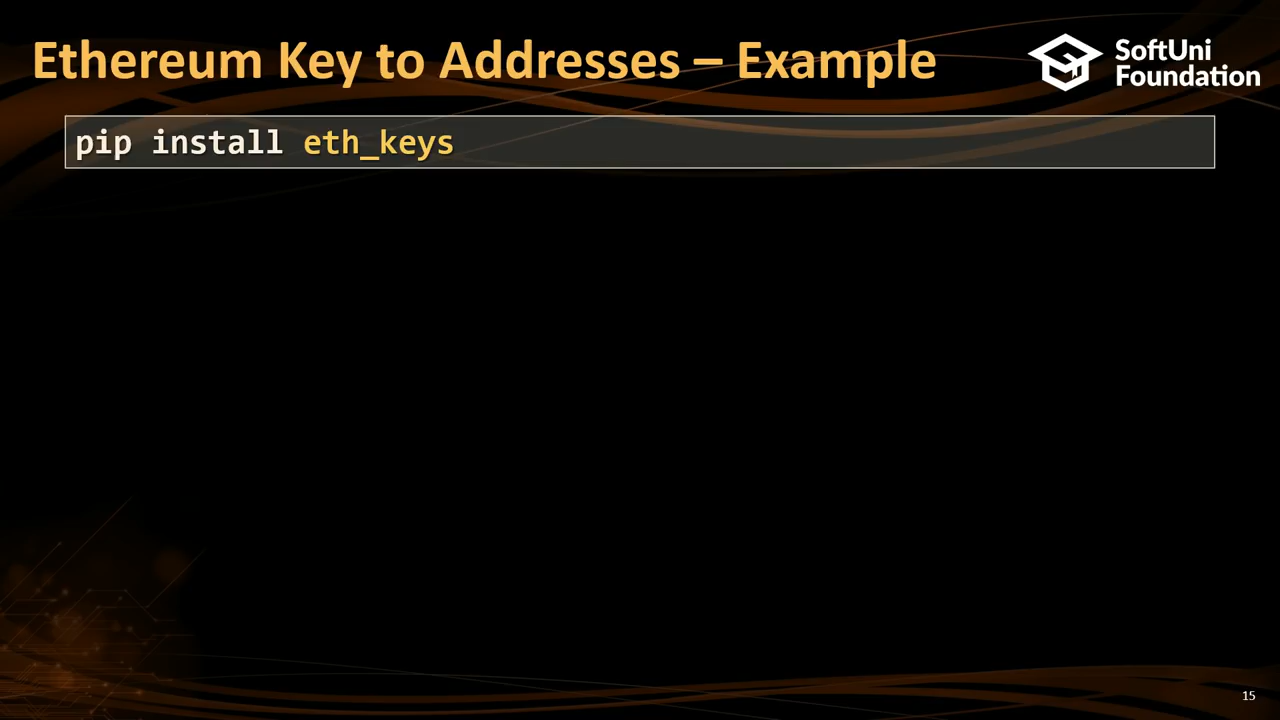 Ethereum Key to Addresses – Example
SoftUni
Foundation
pip install eth_keys
15